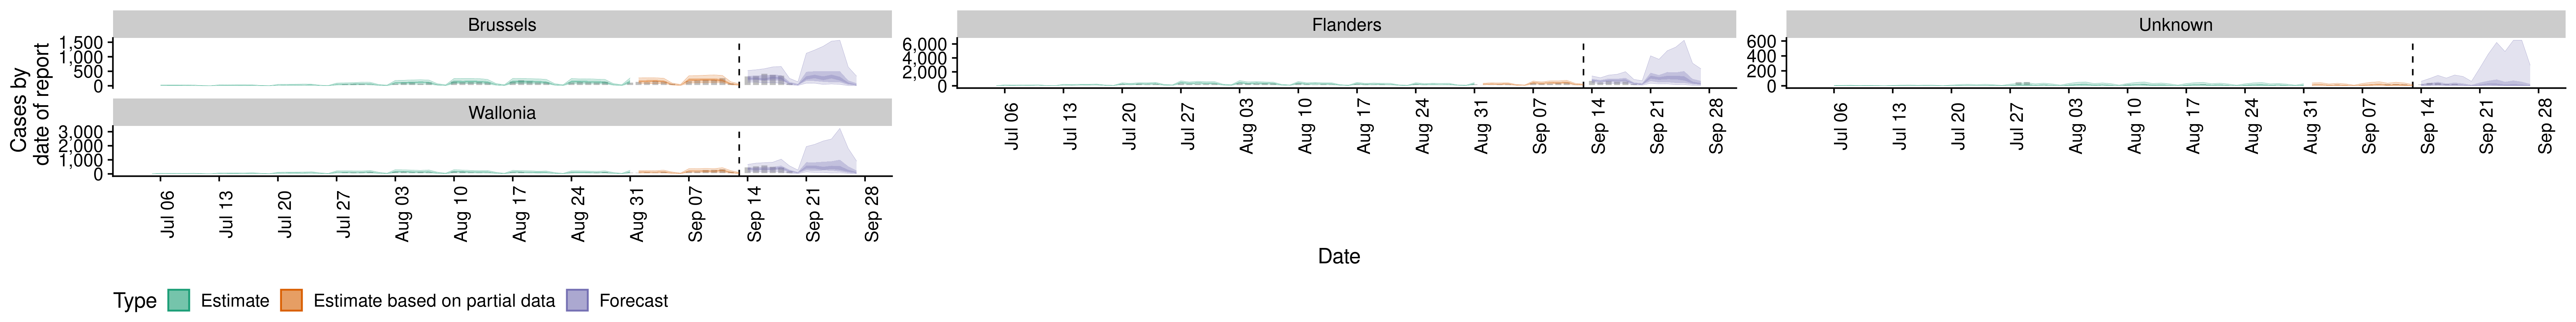 Brussels
Flanders
Unknown
Cases by
date of report
1,500
1,000
500
0
6,000
4,000
2,000
0
600
400
200
0
Wallonia
3,000
2,000
1,000
0
Jul 06 Jul 13 Jul 20 Jul 27 Aug 03 Aug 10 Aug 17 Aug 24 Aug 31 Sep 07 Sep 14 Sep 21 Sep 28
Jul 06 Jul 13 Jul 20 Jul 27 Aug 03 Aug 10 Aug 17 Aug 24 Aug 31 Sep 07 Sep 14 Sep 21 Sep 28
Jul 06 Jul 13 Jul 20 Jul 27 Aug 03 Aug 10 Aug 17 Aug 24 Aug 31 Sep 07 Sep 14 Sep 21 Sep 28
Date
Type Estimate Estimate based on partial data Forecast